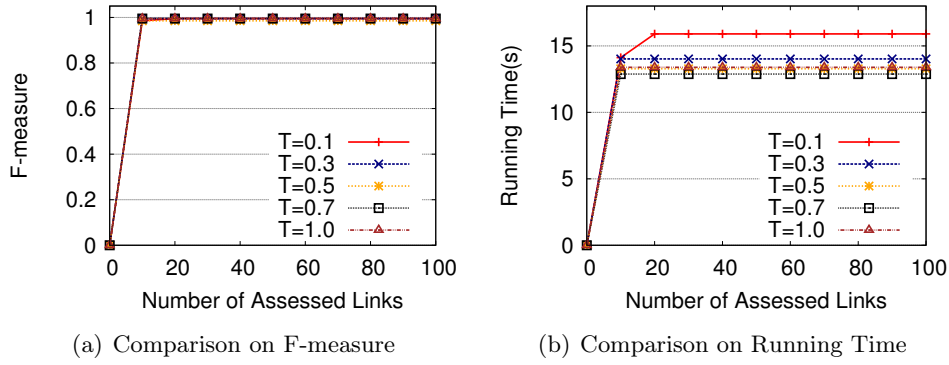 1
0.8
0.6
0.4
0.2
0
F-measure
T=0.1
T=0.3
T=0.5
T=0.7
T=1.0
0 20 40 60 80 100
Number of Assessed Links
(a) Comparison on F-measure
15
10
5
0
Running Time(s)
T=0.1
T=0.3
T=0.5
T=0.7
T=1.0
0 20 40 60 80 100
Number of Assessed Links
(b) Comparison on Running Time